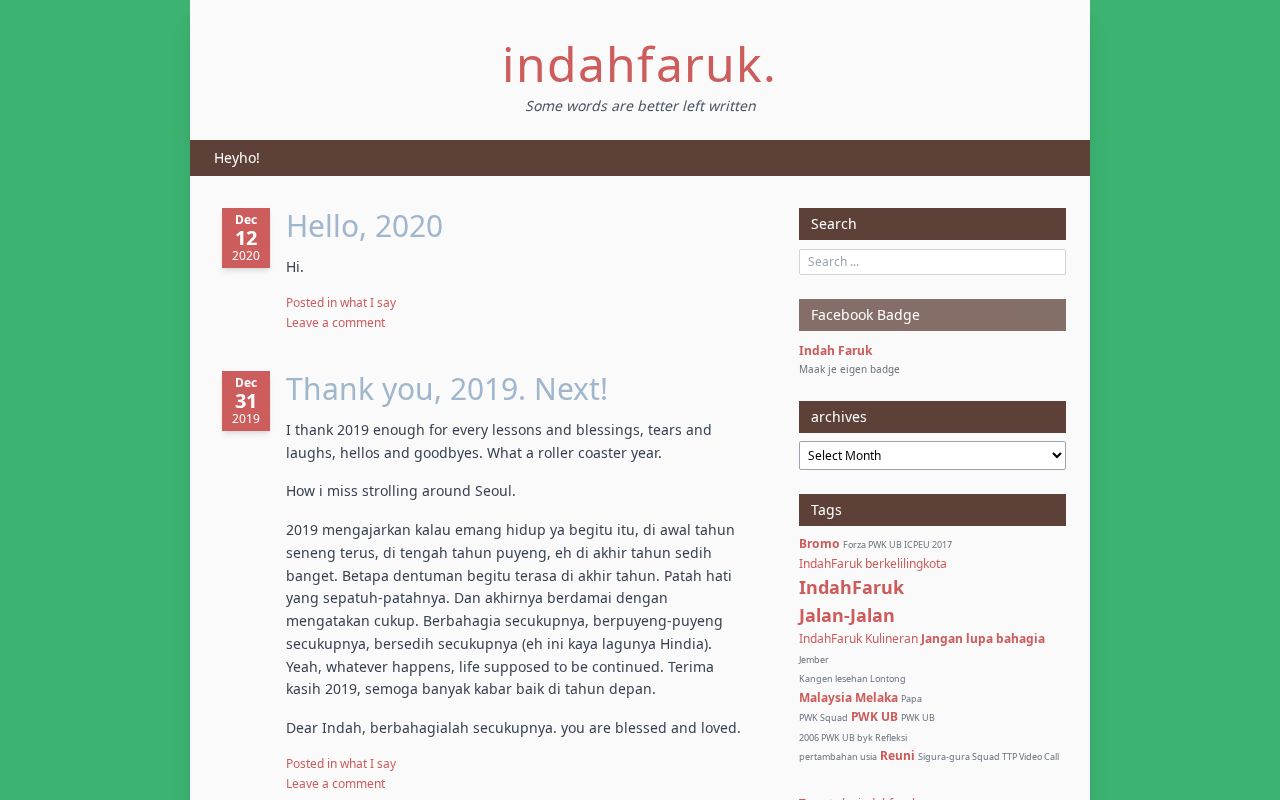 indahfaruk.
Some words are better left written
Heyho!
Dec
12
2020
Hello, 2020
Hi.
Posted in what I say
Leave a comment
Dec
31
2019
Thank you, 2019. Next!
I thank 2019 enough for every lessons and blessings, tears and
laughs, hellos and goodbyes. What a roller coaster year.
How i miss strolling around Seoul.
2019 mengajarkan kalau emang hidup ya begitu itu, di awal tahun
seneng terus, di tengah tahun puyeng, eh di akhir tahun sedih
banget. Betapa dentuman begitu terasa di akhir tahun. Patah hati
yang sepatuh-patahnya. Dan akhirnya berdamai dengan
mengatakan cukup. Berbahagia secukupnya, berpuyeng-puyeng
secukupnya, bersedih secukupnya (eh ini kaya lagunya Hindia).
Yeah, whatever happens, life supposed to be continued. Terima
kasih 2019, semoga banyak kabar baik di tahun depan.
Dear Indah, berbahagialah secukupnya. you are blessed and loved.
Posted in what I say
Leave a comment
Search
Search ...
Facebook Badge
Indah Faruk
Maak je eigen badge
archives
Select Month
Tags
Bromo Forza PWK UB ICPEU 2017
IndahFaruk berkelilingkota
IndahFaruk
Jalan-Jalan
IndahFaruk Kulineran Jangan lupa bahagia
Jember
Kangen lesehan Lontong
Malaysia Melaka Papa
PWK Squad PWK UB PWK UB
2006 PWK UB byk Refleksi
pertambahan usia Reuni Sigura-gura Squad TTP Video Call